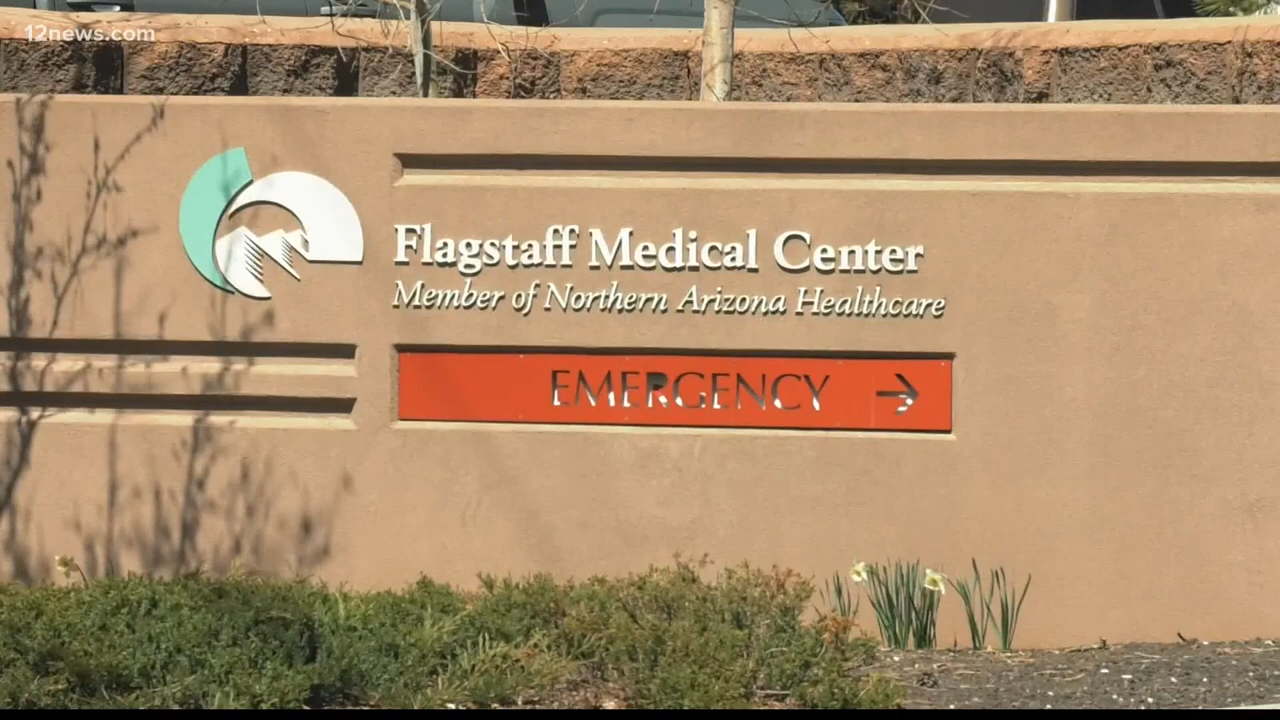 12news.com
Flagstaff Medical Center
Member of Northern Arizona Healthcare
EMERGENCY →